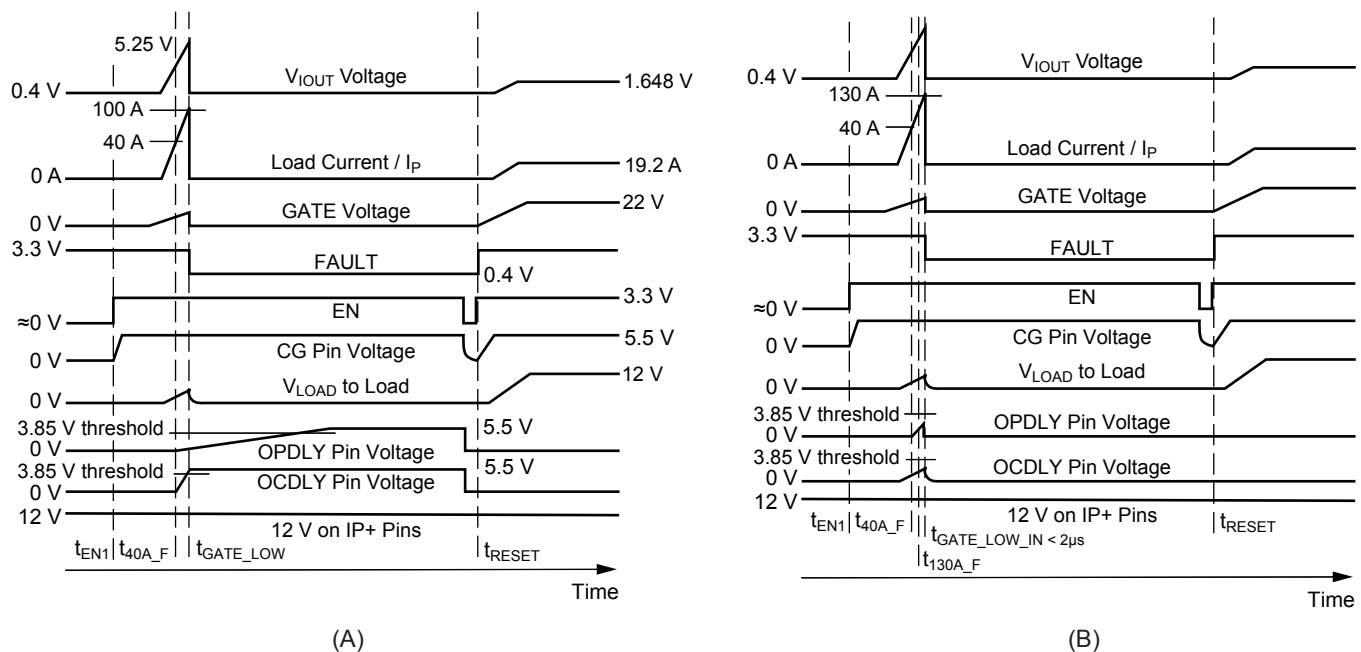 5.25 V
V_IOUT Voltage
0.4 V
1.648 V
100 A
40 A
Load Current / I_P
0 A
19.2 A
GATE Voltage
22 V
0 V
3.3 V
FAULT
0.4 V
EN
3.3 V
≈0 V
CG Pin Voltage
5.5 V
0 V
12 V
V_LOAD to Load
0 V
3.85 V threshold
5.5 V
0 V
OPDLY Pin Voltage
3.85 V threshold
5.5 V
OCDLY Pin Voltage
0 V
12 V
12 V on IP+ Pins
t_EN1
t_40A_F
t_GATE_LOW
t_RESET
Time
(A)
V_IOUT Voltage
0.4 V
130 A
40 A
Load Current / I_P
0 A
GATE Voltage
0 V
3.3 V
FAULT
EN
≈0 V
CG Pin Voltage
0 V
V_LOAD to Load
0 V
3.85 V threshold
OPDLY Pin Voltage
0 V
3.85 V threshold
OCDLY Pin Voltage
0 V
12 V
12 V on IP+ Pins
t_EN1
t_40A_F
t_GATE_LOW_IN < 2µs
t_RESET
t_130A_F
Time
(B)